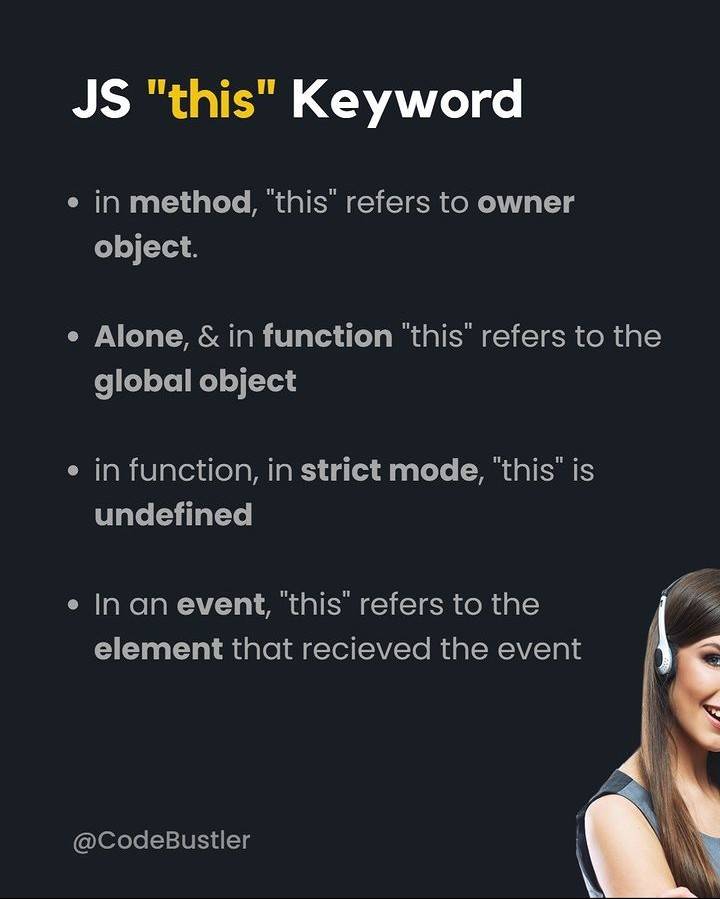 JS "this" Keyword
• in method, "this" refers to owner
object.
• Alone, & in function "this" refers to the
global object
• in function, in strict mode, "this" is
undefined
• In an event, "this" refers to the
element that recieved the event
@CodeBustler